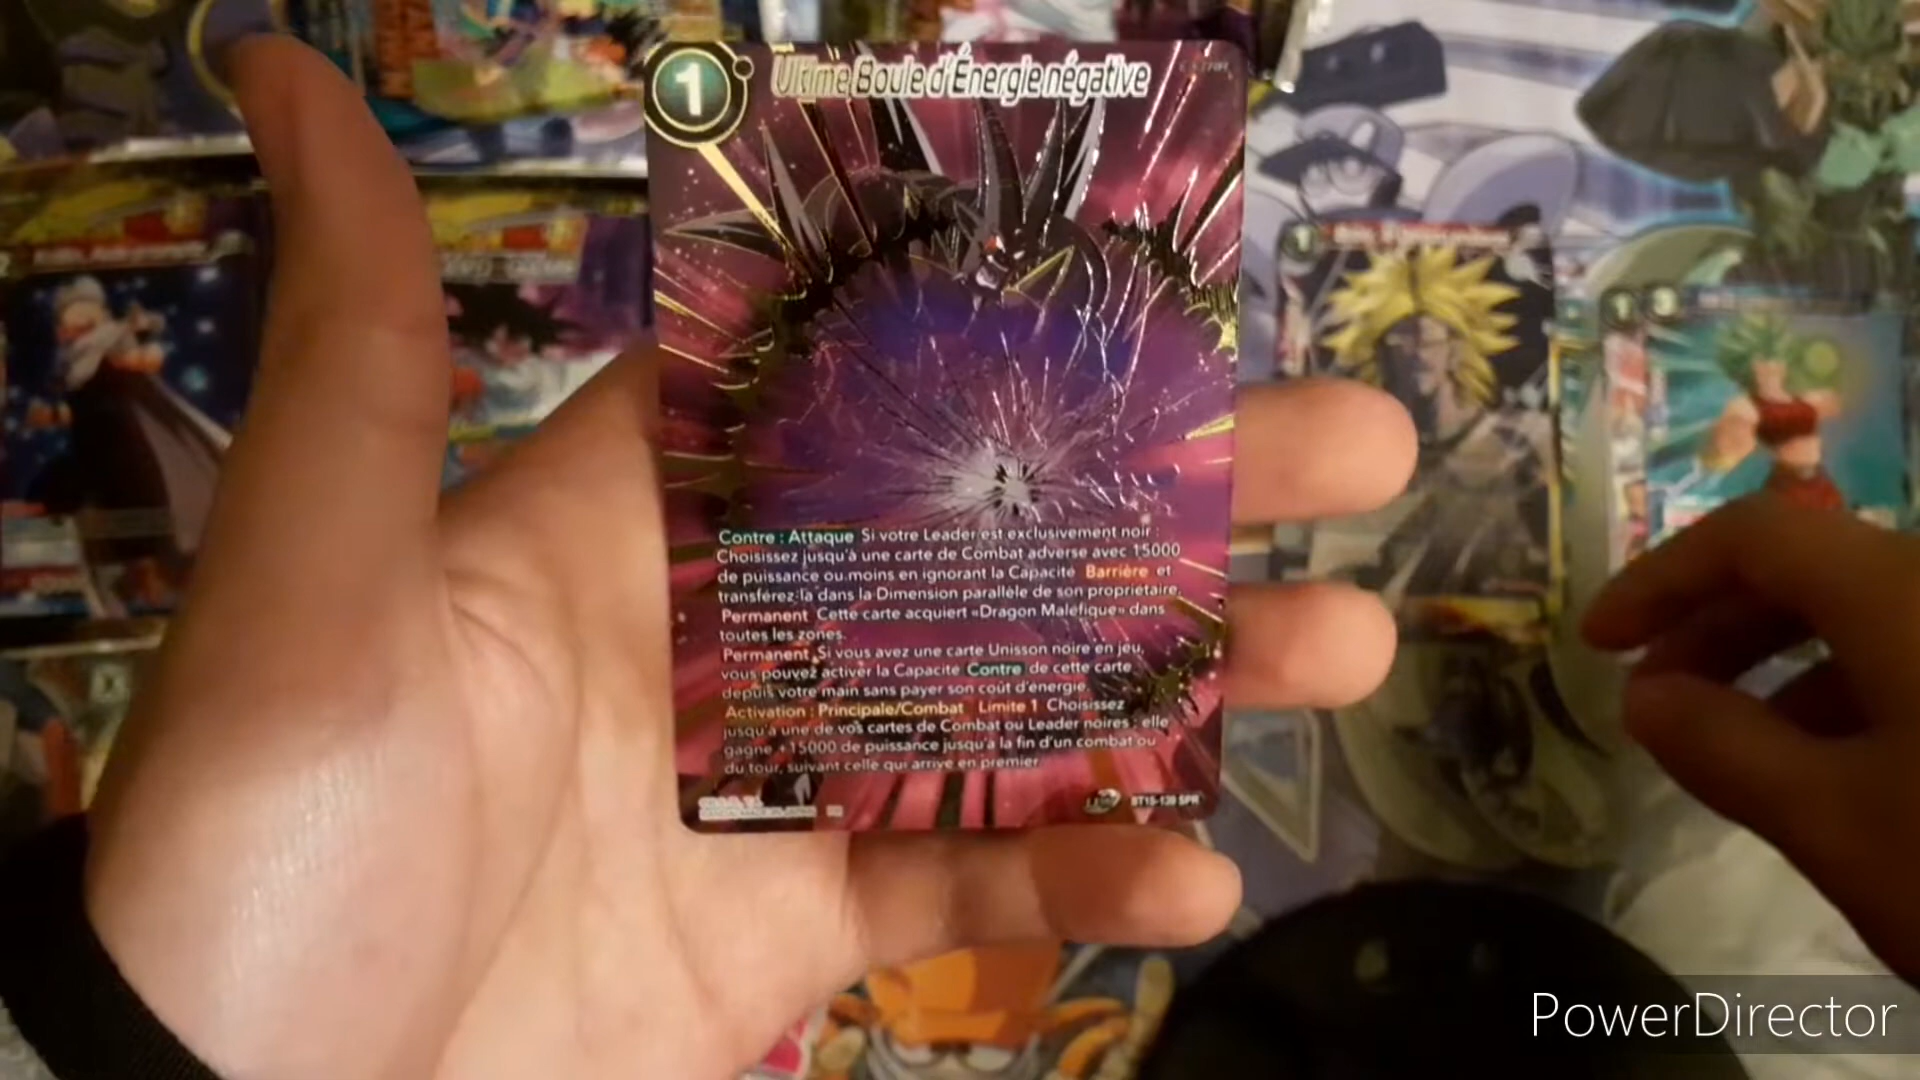 1
Ultime Boule d'Énergie négative
Contre : Attaque Si votre Leader est exclusivement noir :
Choisissez jusqu'à une carte de Combat adverse avec 15000
de puissance ou moins en ignorant la Capacité Barrière et
transférez-la dans la Dimension parallèle de son propriétaire.
Permanent Cette carte acquiert «Dragon Maléfique» dans
toutes les zones.
Permanent Si vous avez une carte Unisson noire en jeu,
vous pouvez activer la Capacité Contre de cette carte
depuis votre main sans payer son coût d'énergie.
Activation : Principale/Combat Limite 1 Choisissez
jusqu'à une de vos cartes de Combat ou Leader noires : elle
gagne +15000 de puissance jusqu'à la fin d'un combat ou
du tour, suivant celle qui arrive en premier
SPR
1
1
PowerDirector